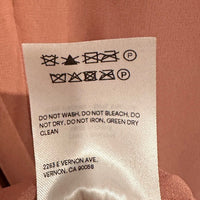 P
P
DO NOT WASH, DO NOT BLEACH, DO
NOT DRY, DO NOT IRON, GREEN DRY
CLEAN
2263 E VERNON AVE,
VERNON, CA 90058